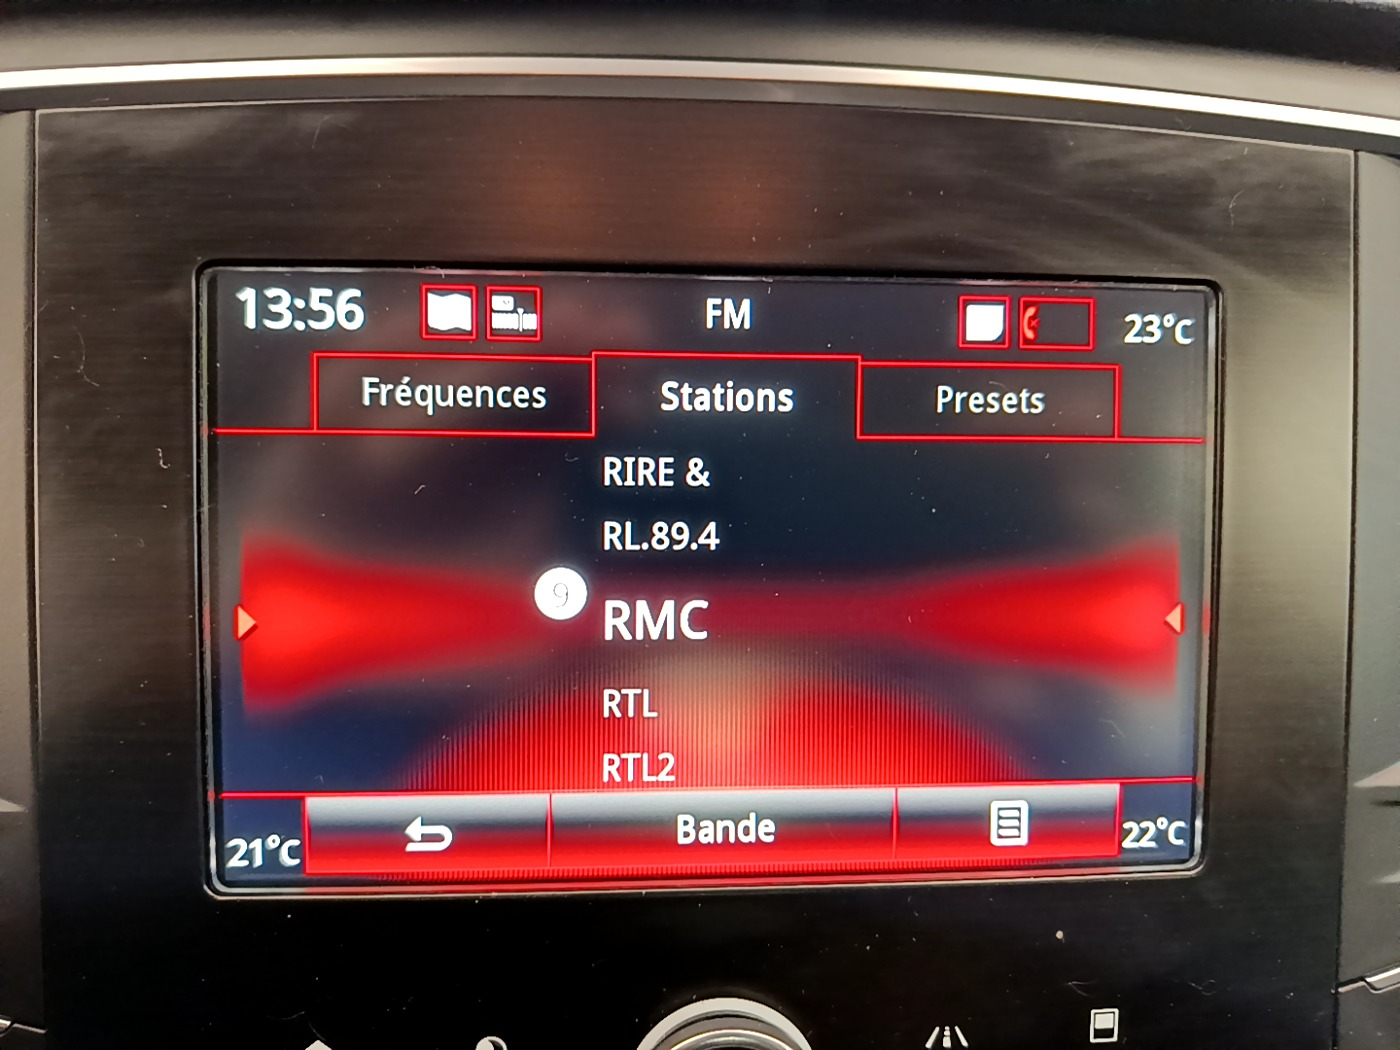 13:56 FM 23°C
Fréquences Stations Presets
RIRE &
RL.89.4
9 RMC
RTL
RTL2
21°C Bande 22°C